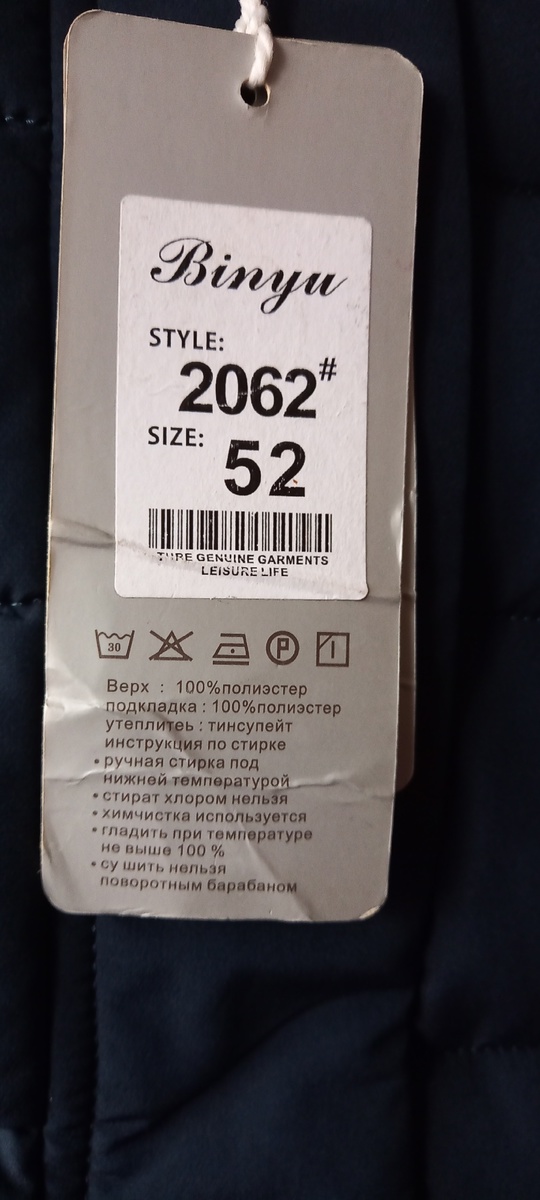 Binyu
STYLE:
2062#
SIZE:
52
GENUINE GARMENTS
LEISURE LIFE
30
P
Верх : 100%полиэстер
подкладка : 100%полиэстер
утеплитеь : тинсупейт
инструкция по стирке
• ручная стирка под
нижней температурой
• стират хлором нельзя
• химчистка используется
• гладить при температуре
не выше 100 %
• су шить нельзя
поворотным барабаном